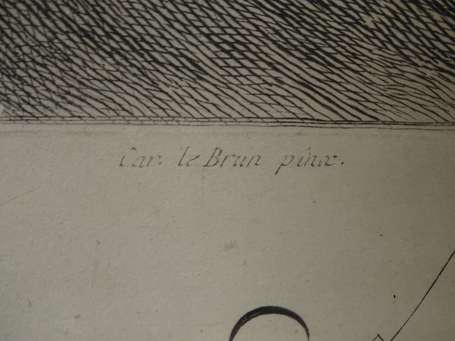 Car. le Brun pinx.